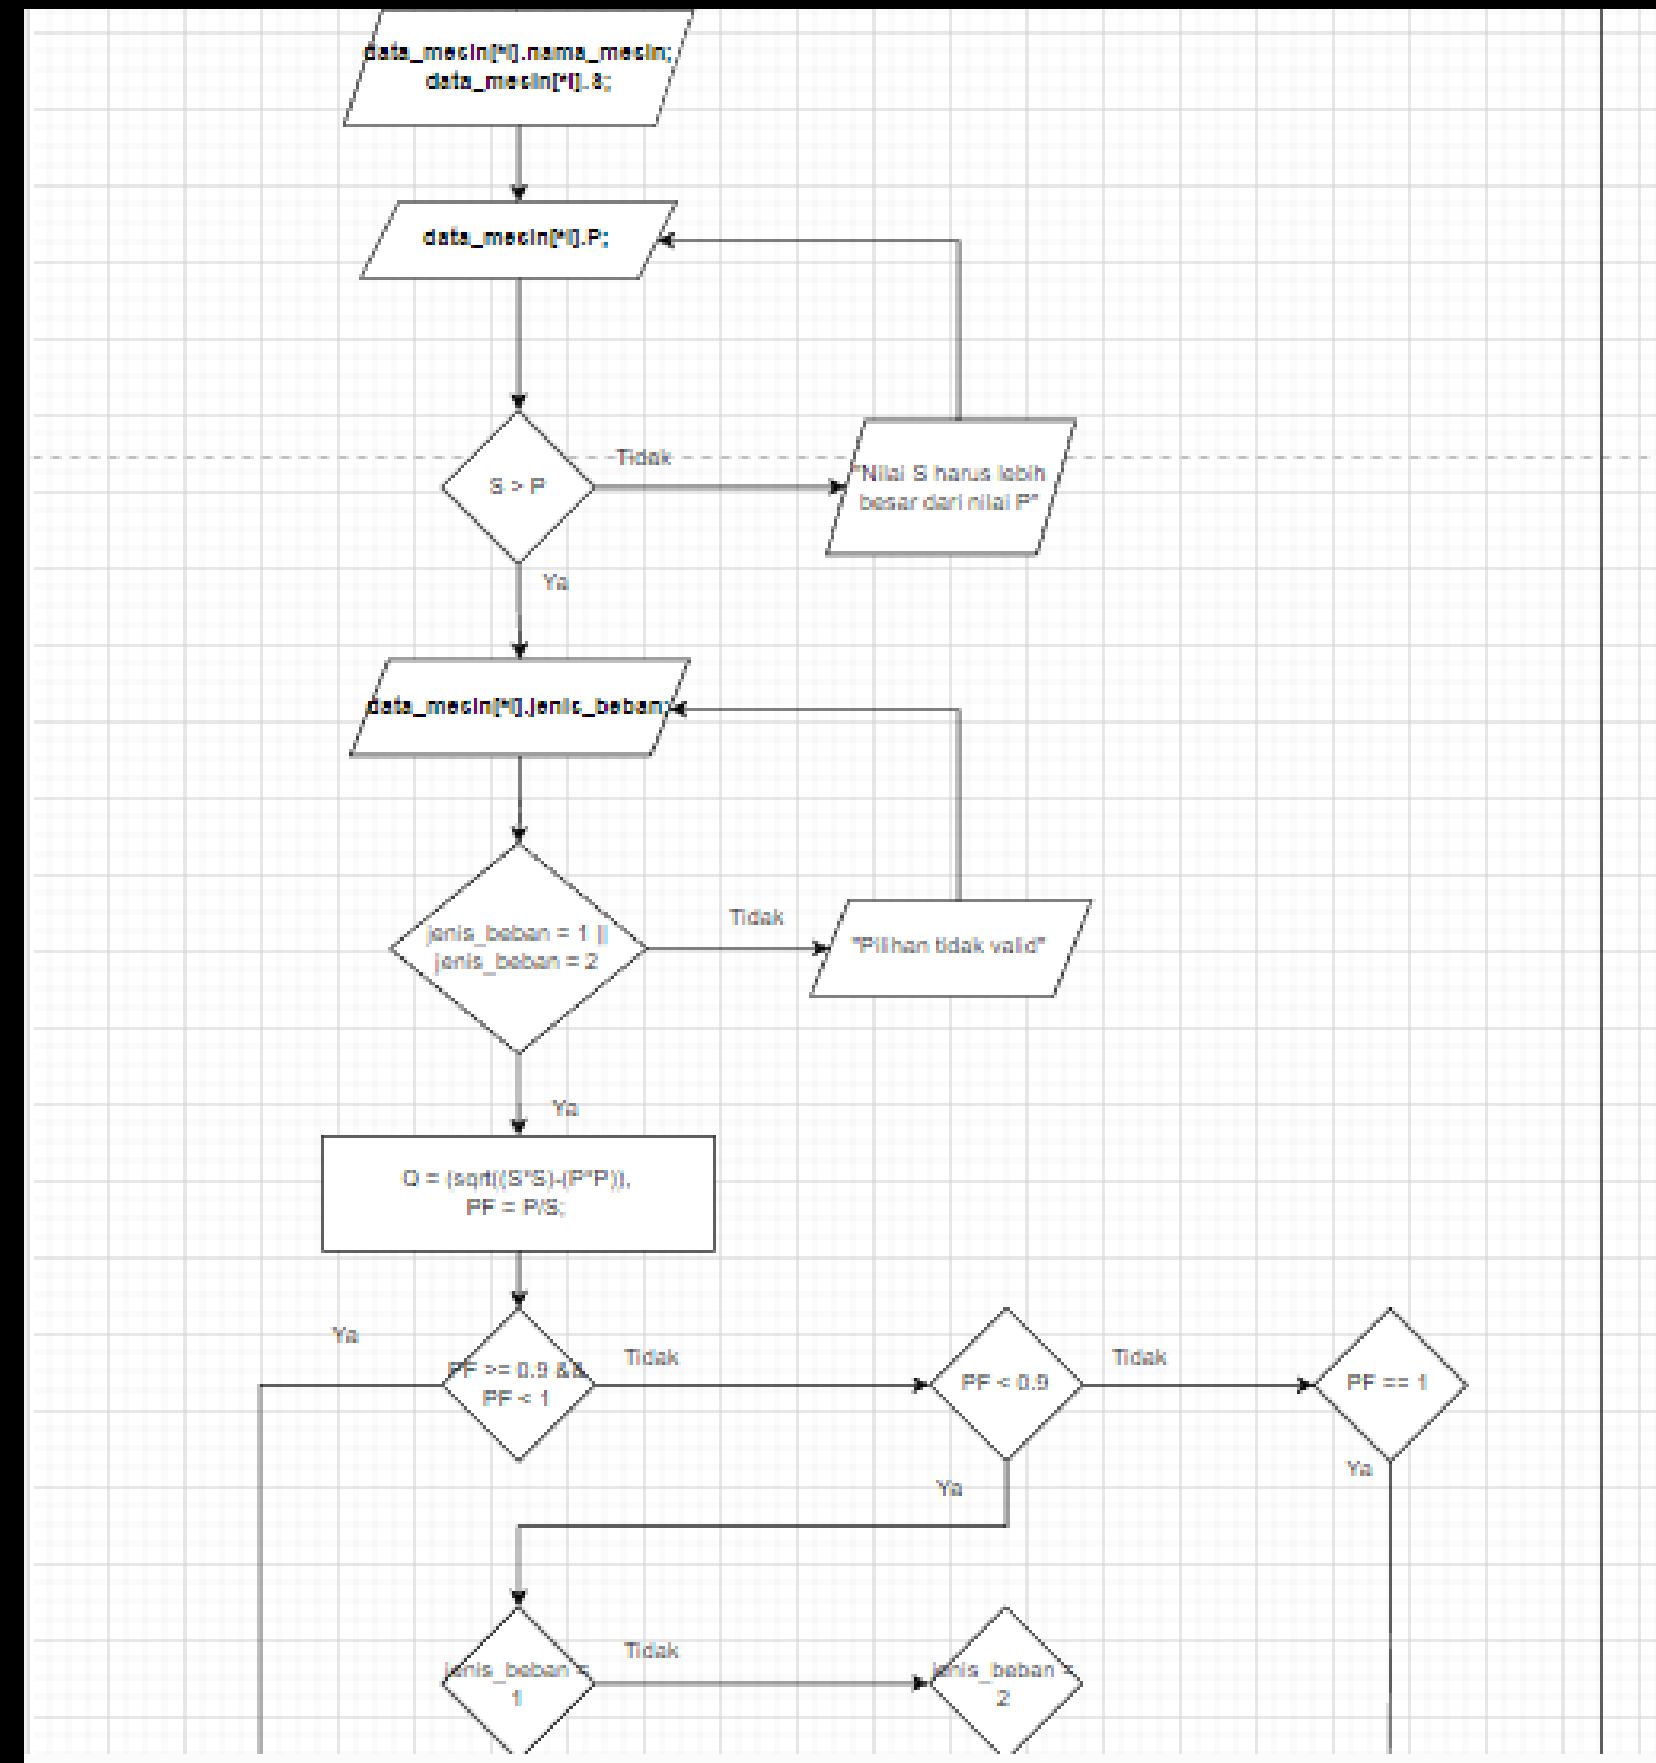 data_mesin[*i].nama_mesin;
data_mesin[*i].S;
data_mesin[*i].P;
S > P
Tidak
"Nilai S harus lebih
besar dari nilai P"
Ya
data_mesin[*i].jenis_beban;
jenis_beban = 1 ||
jenis_beban = 2
Tidak
"Pilihan tidak valid"
Ya
Q = (sqrt((S*S)-(P*P)),
PF = P/S;
Ya
PF >= 0.9 &&
PF < 1
Tidak
PF < 0.9
Tidak
PF == 1
Ya
Ya
jenis_beban =
1
Tidak
jenis_beban =
2